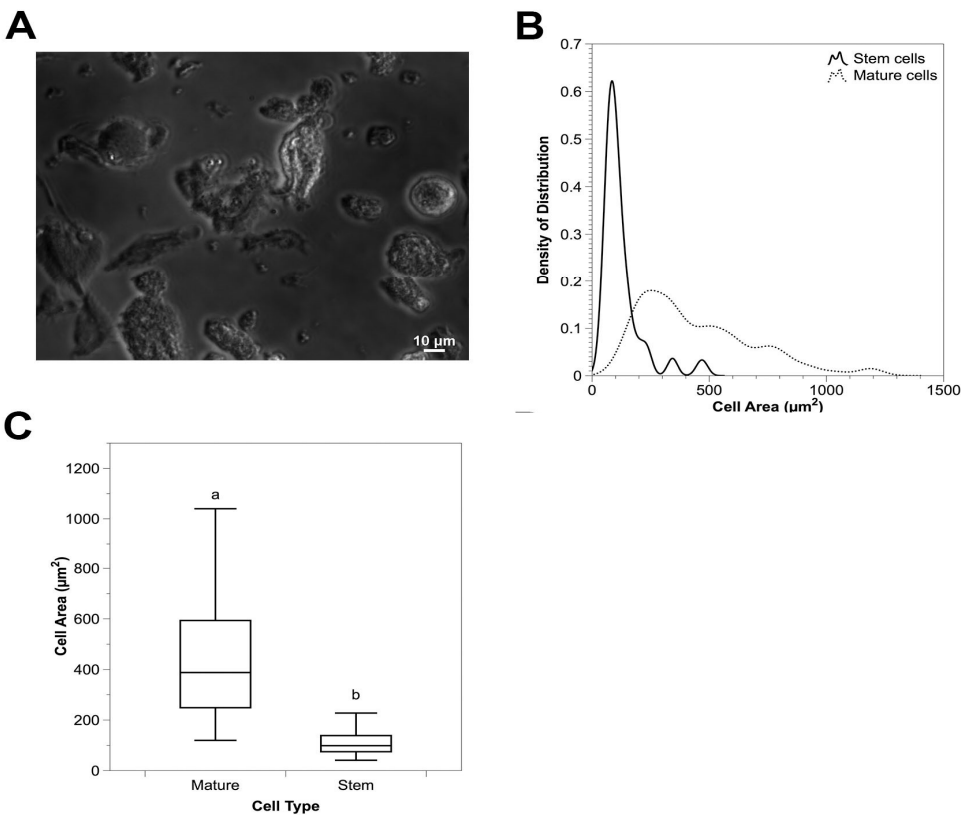 A
10 µm
B
0.7
0.6
0.5
0.4
0.3
0.2
0.1
0
Density of Distribution
Stem cells
Mature cells
0 500 1000 1500
Cell Area (µm²)
C
1200
1000
800
600
400
200
0
Cell Area (µm²)
a
b
Mature Stem
Cell Type